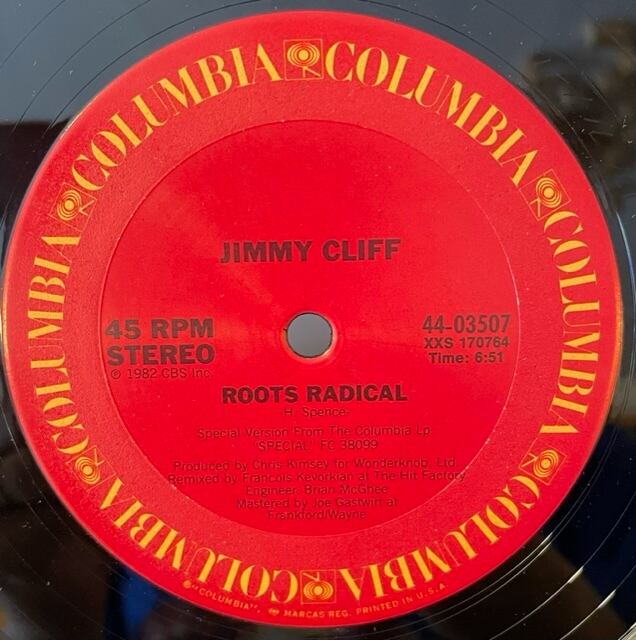 COLUMBIA COLUMBIA COLUMBIA COLUMBIA COLUMBIA COLUMBIA COLUMBIA COLUMBIA
JIMMY CLIFF
45 RPM
STEREO
℗ 1982 CBS Inc.
44-03507
XXS 170764
Time: 6:51
ROOTS RADICAL
-H. Spence-
Special Version From The Columbia Lp.
"SPECIAL" FC 38099
Produced by Chris Kimsey for Wonderknob, Ltd.
Remixed by Francois Kevorkian at The Hit Factory
Engineer: Brian McGhee
Mastered by Joe Gastwirt at
Frankford/Wayne
"COLUMBIA", MARCAS REG. PRINTED IN U.S.A.